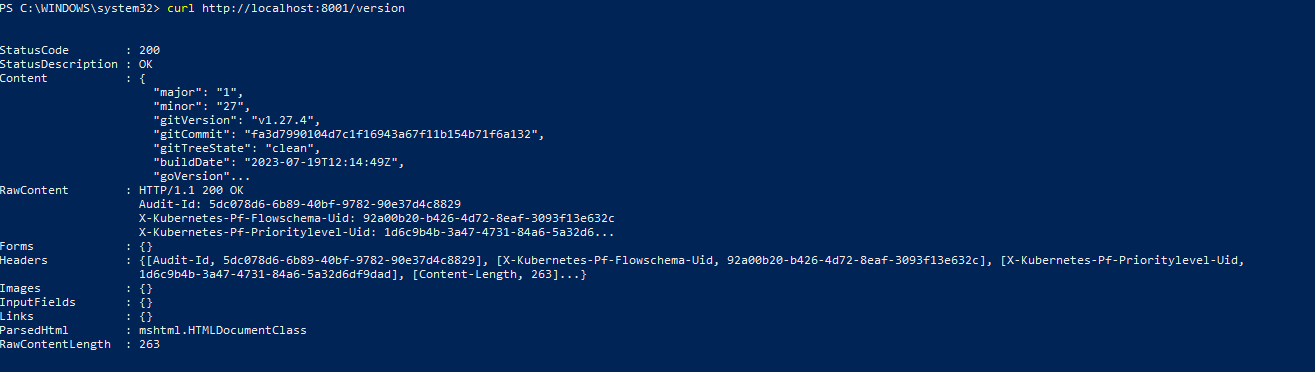 PS C:\WINDOWS\system32> curl http://localhost:8001/version
StatusCode : 200
StatusDescription : OK
Content : {
"major": "1",
"minor": "27",
"gitVersion": "v1.27.4",
"gitCommit": "fa3d7990104d7c1f16943a67f11b154b71f6a132",
"gitTreeState": "clean",
"buildDate": "2023-07-19T12:14:49Z",
"goVersion"...
RawContent : HTTP/1.1 200 OK
Audit-Id: 5dc078d6-6b89-40bf-9782-90e37d4c8829
X-Kubernetes-Pf-Flowschema-Uid: 92a00b20-b426-4d72-8eaf-3093f13e632c
X-Kubernetes-Pf-Prioritylevel-Uid: 1d6c9b4b-3a47-4731-84a6-5a32d6...
Forms : {}
Headers : {[Audit-Id, 5dc078d6-6b89-40bf-9782-90e37d4c8829], [X-Kubernetes-Pf-Flowschema-Uid, 92a00b20-b426-4d72-8eaf-3093f13e632c], [X-Kubernetes-Pf-Prioritylevel-Uid,
1d6c9b4b-3a47-4731-84a6-5a32d6df9dad], [Content-Length, 263]...}
Images : {}
InputFields : {}
Links : {}
ParsedHtml : mshtml.HTMLDocumentClass
RawContentLength : 263